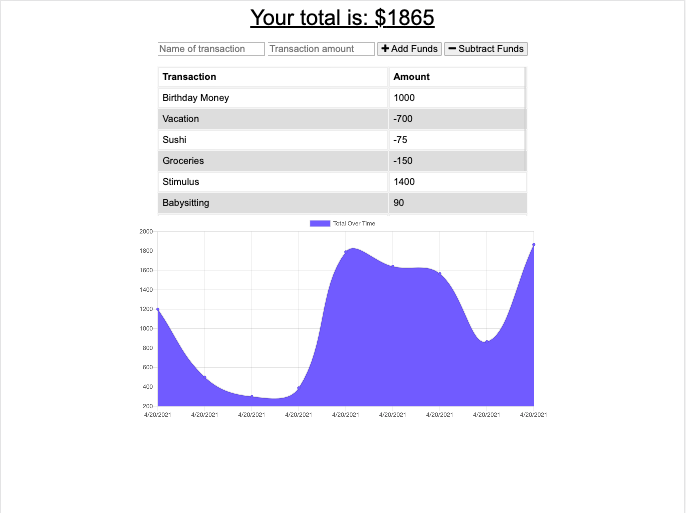 Your total is: $1865
Name of transaction Transaction amount + Add Funds − Subtract Funds
Transaction Amount
Birthday Money 1000
Vacation -700
Sushi -75
Groceries -150
Stimulus 1400
Babysitting 90
Total Over Time
2000
1800
1600
1400
1200
1000
800
600
400
200
4/20/2021 4/20/2021 4/20/2021 4/20/2021 4/20/2021 4/20/2021 4/20/2021 4/20/2021 4/20/2021